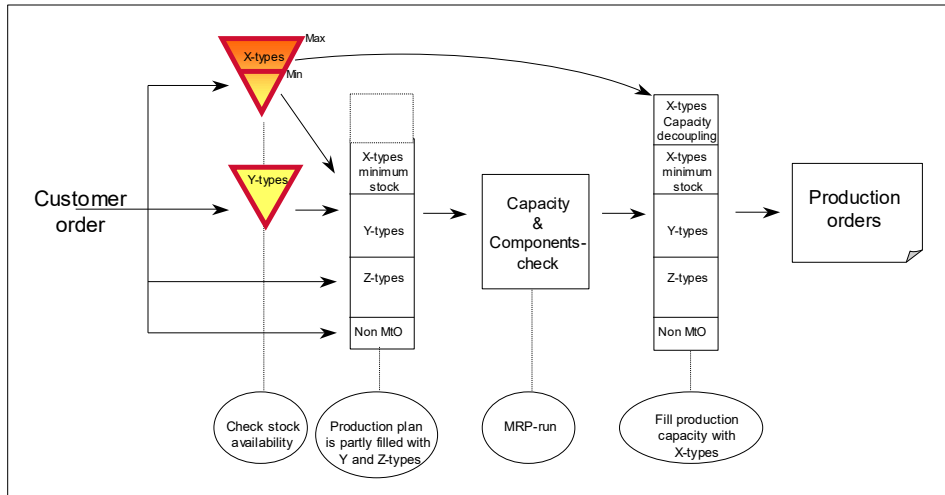 Max
X-types
Min
Y-types
Customer
order
X-types
minimum
stock
Y-types
Z-types
Non MtO
Capacity
&
Components-
check
X-types
Capacity
decoupling
X-types
minimum
stock
Y-types
Z-types
Non MtO
Production
orders
Check stock
availability
Production plan
is partly filled with
Y and Z-types
MRP-run
Fill production
capacity with
X-types